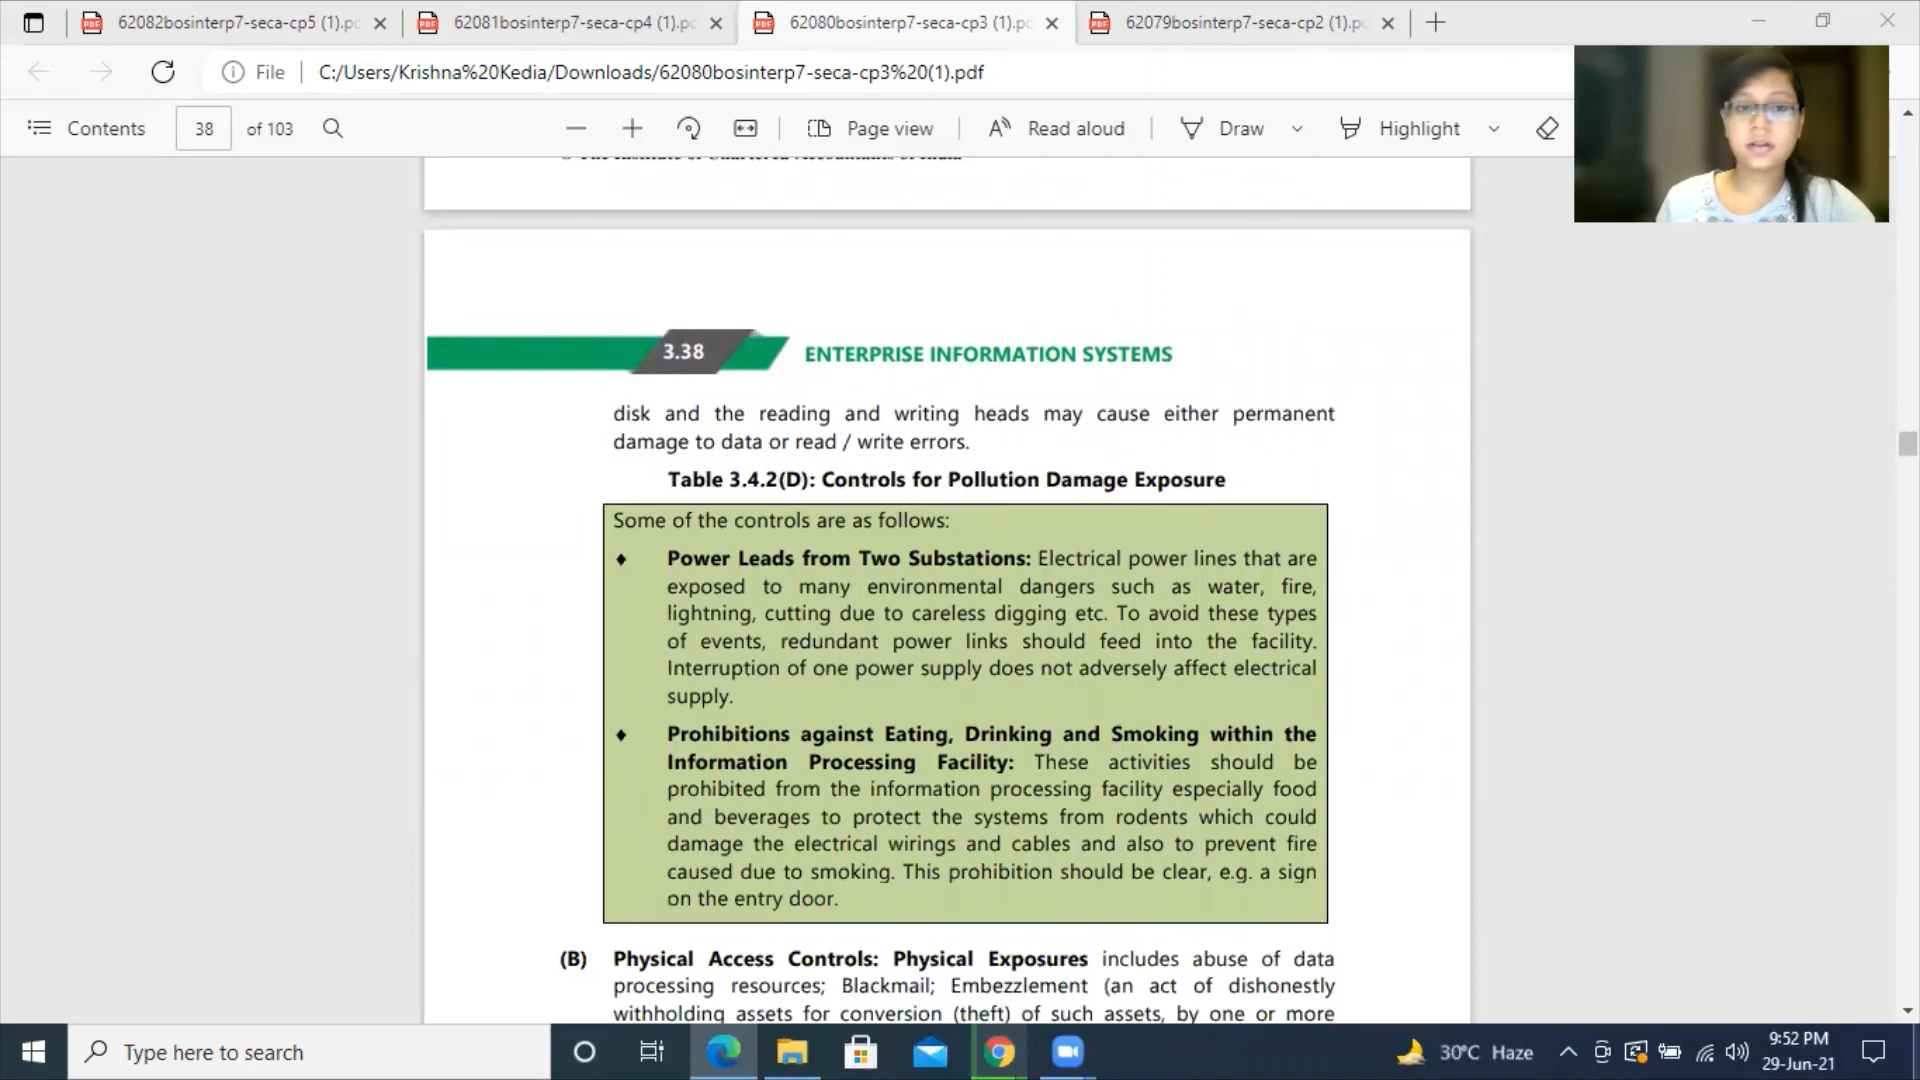 62082bosinterp7-seca-cp5 (1).pc
62081bosinterp7-seca-cp4 (1).pc
62080bosinterp7-seca-cp3 (1).pc
62079bosinterp7-seca-cp2 (1).pc
File
C:/Users/Krishna%20Kedia/Downloads/62080bosinterp7-seca-cp3%20(1).pdf
Contents
38
of 103
Page view
Read aloud
Draw
Highlight
© The Institute of Chartered Accountants of India
3.38
ENTERPRISE INFORMATION SYSTEMS
disk and the reading and writing heads may cause either permanent
damage to data or read / write errors.
Table 3.4.2(D): Controls for Pollution Damage Exposure
Some of the controls are as follows:
♦ Power Leads from Two Substations: Electrical power lines that are
exposed to many environmental dangers such as water, fire,
lightning, cutting due to careless digging etc. To avoid these types
of events, redundant power links should feed into the facility.
Interruption of one power supply does not adversely affect electrical
supply.
♦ Prohibitions against Eating, Drinking and Smoking within the
Information Processing Facility: These activities should be
prohibited from the information processing facility especially food
and beverages to protect the systems from rodents which could
damage the electrical wirings and cables and also to prevent fire
caused due to smoking. This prohibition should be clear, e.g. a sign
on the entry door.
(B) Physical Access Controls: Physical Exposures includes abuse of data
processing resources; Blackmail; Embezzlement (an act of dishonestly
withholding assets for conversion (theft) of such assets, by one or more
Type here to search
30°C Haze
9:52 PM
29-Jun-21